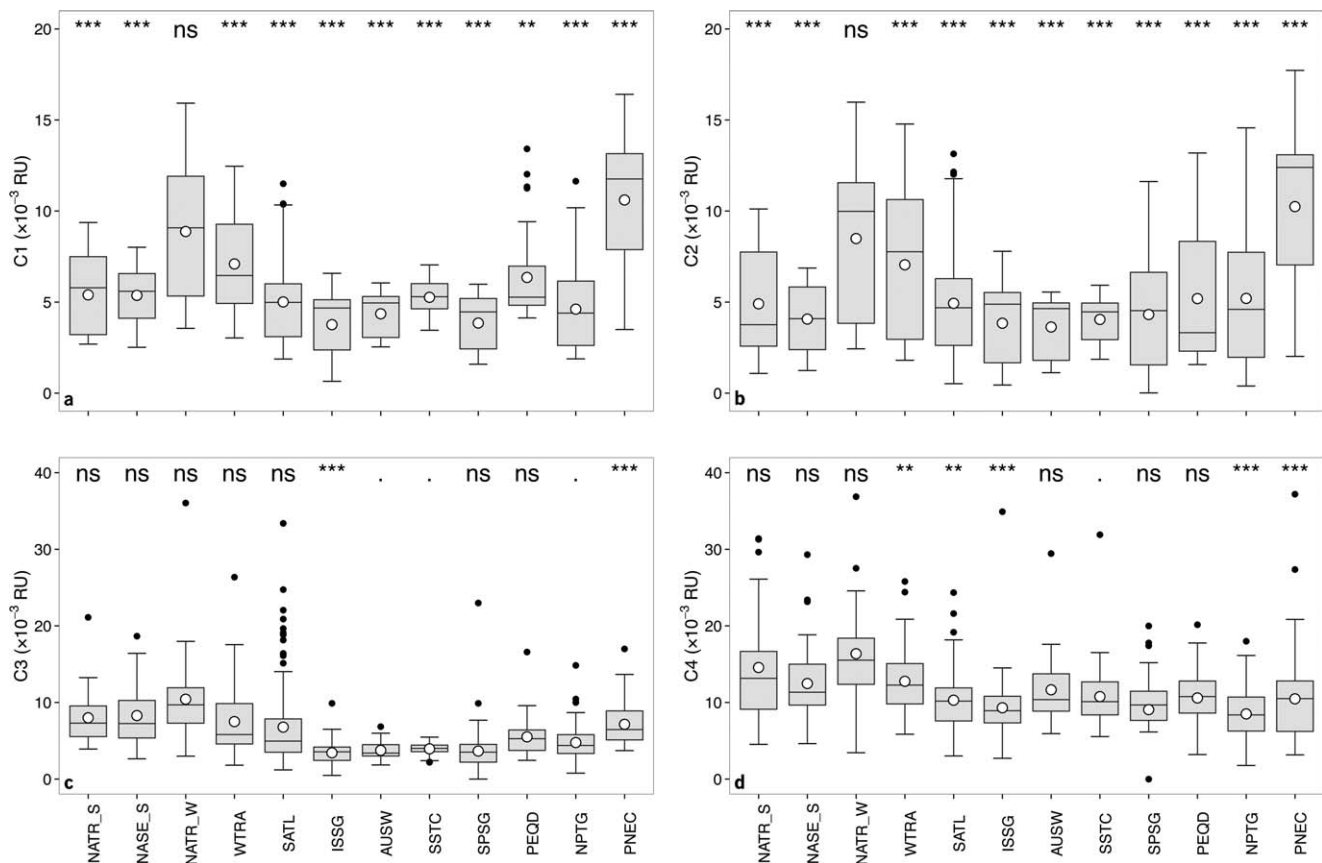 20
*** *** ns *** *** *** *** *** *** ** *** ***
15
10
5
0
C1 (×10⁻³ RU)
a
20
*** *** ns *** *** *** *** *** *** *** *** ***
15
10
5
0
C2 (×10⁻³ RU)
b
40
ns ns ns ns ns *** . . ns ns . ***
30
20
10
0
C3 (×10⁻³ RU)
c
NATR_S NASE_S NATR_W WTRA SATL ISSG AUSW SSTC SPSG PEQD NPTG PNEC
40
ns ns ns ** ** *** ns . ns ns *** ***
30
20
10
0
C4 (×10⁻³ RU)
d
NATR_S NASE_S NATR_W WTRA SATL ISSG AUSW SSTC SPSG PEQD NPTG PNEC